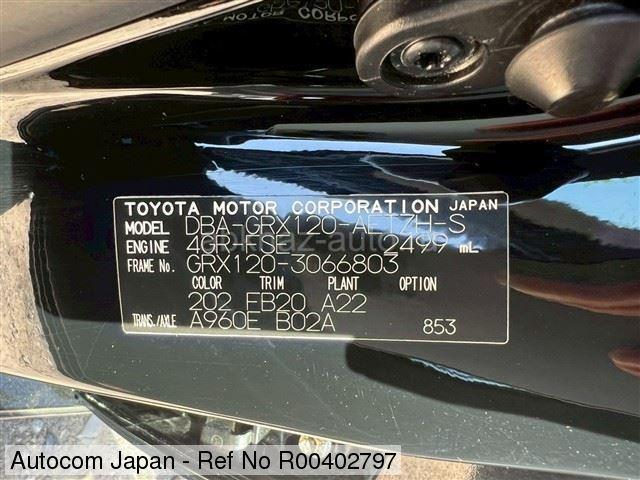 TOYOTA MOTOR CORPORATION JAPAN
MODEL DBA-GRX120-AETZH-S
ENGINE 4GR-FSE 2499 mL
FRAME NO. GRX120-3066803
COLOR TRIM PLANT OPTION
202 FB20 A22
TRANS./AXLE A960E B02A 853
Autocom Japan - Ref No R00402797